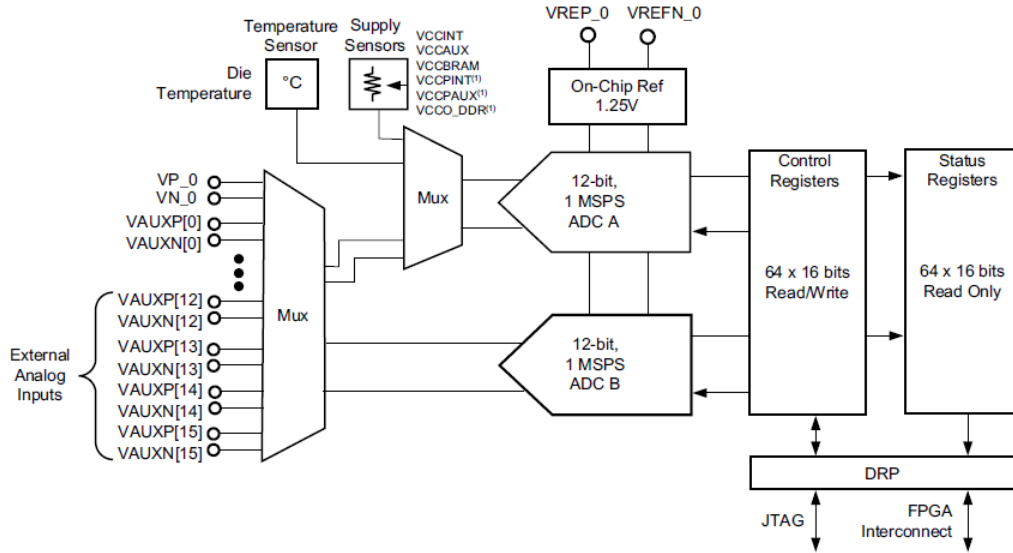 VREP_0
VREFN_0
Temperature
Sensor
Supply
Sensors
VCCINT
VCCAUX
VCCBRAM
VCCPINT(1)
VCCPAUX(1)
VCCO_DDR(1)
Die
Temperature
°C
On-Chip Ref
1.25V
VP_0
VN_0
VAUXP[0]
VAUXN[0]
VAUXP[12]
VAUXN[12]
VAUXP[13]
VAUXN[13]
VAUXP[14]
VAUXN[14]
VAUXP[15]
VAUXN[15]
External
Analog
Inputs
Mux
Mux
12-bit,
1 MSPS
ADC A
12-bit,
1 MSPS
ADC B
Control
Registers
64 x 16 bits
Read/Write
Status
Registers
64 x 16 bits
Read Only
DRP
JTAG
FPGA
Interconnect